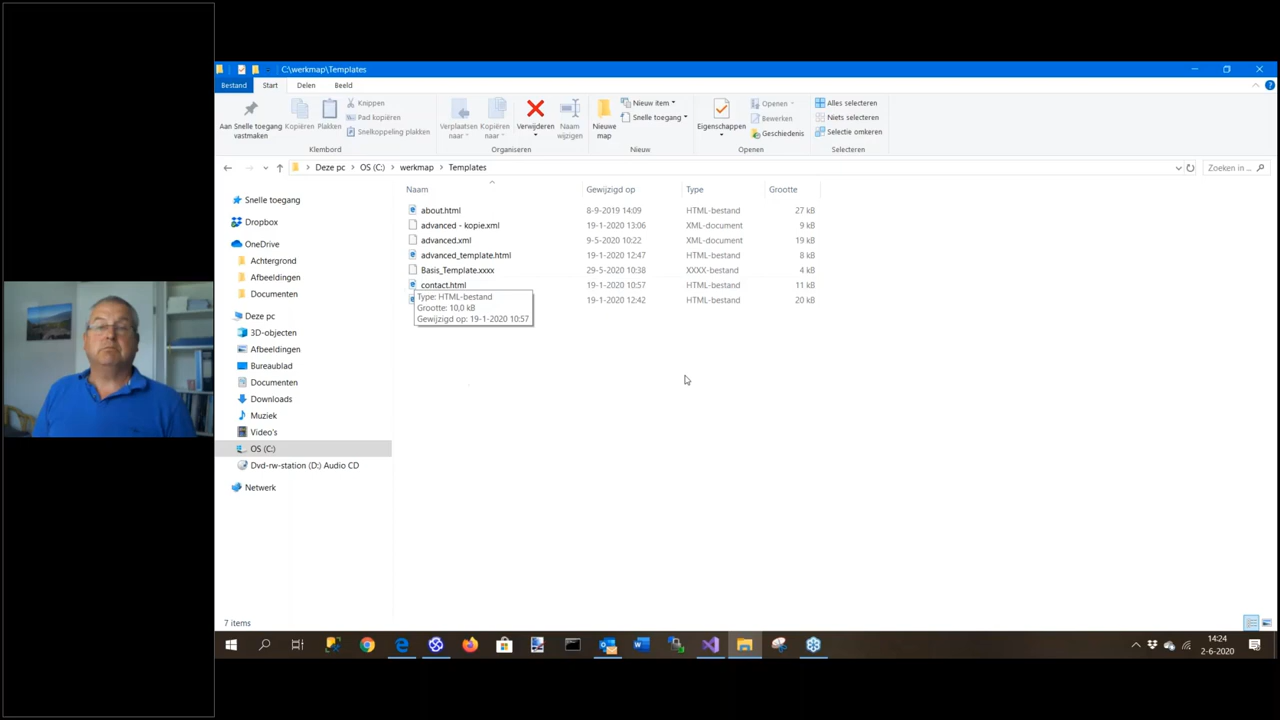 C:\werkmap\Templates
Bestand Start Delen Beeld
Aan Snelle toegang vastmaken
Kopiëren
Plakken
Knippen
Pad kopiëren
Snelkoppeling plakken
Klembord
Verplaatsen naar
Kopiëren naar
Verwijderen
Naam wijzigen
Organiseren
Nieuwe map
Nieuw item
Snelle toegang
Nieuw
Eigenschappen
Openen
Bewerken
Geschiedenis
Openen
Alles selecteren
Niets selecteren
Selectie omkeren
Selecteren
Deze pc > OS (C:) > werkmap > Templates
Zoeken in ...
Snelle toegang
Dropbox
OneDrive
Achtergrond
Afbeeldingen
Documenten
Deze pc
3D-objecten
Afbeeldingen
Bureaublad
Documenten
Downloads
Muziek
Video's
OS (C:)
Dvd-rw-station (D:) Audio CD
Netwerk
Naam Gewijzigd op Type Grootte
about.html 8-9-2019 14:09 HTML-bestand 27 kB
advanced - kopie.xml 19-1-2020 13:06 XML-document 9 kB
advanced.xml 9-5-2020 10:22 XML-document 19 kB
advanced_template.html 19-1-2020 12:47 HTML-bestand 8 kB
Basis_Template.xxxx 29-5-2020 10:38 XXXX-bestand 4 kB
contact.html 19-1-2020 10:57 HTML-bestand 11 kB
19-1-2020 12:42 HTML-bestand 20 kB
Type: HTML-bestand
Grootte: 10,0 kB
Gewijzigd op: 19-1-2020 10:57
7 items
14:24
2-6-2020